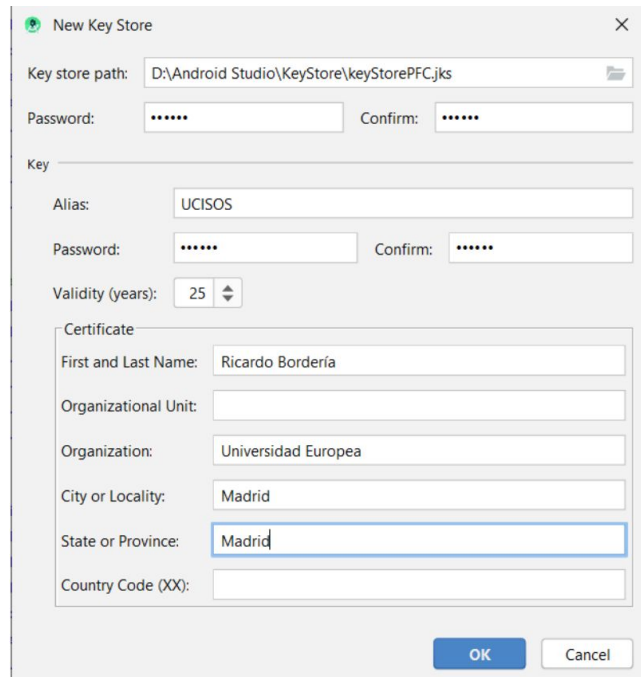 New Key Store
Key store path: D:\Android Studio\KeyStore\keyStorePFC.jks
Password: •••••• Confirm: ••••••
Key
Alias: UCISOS
Password: •••••• Confirm: ••••••
Validity (years): 25
Certificate
First and Last Name: Ricardo Bordería
Organizational Unit:
Organization: Universidad Europea
City or Locality: Madrid
State or Province: Madrid
Country Code (XX):
OK Cancel